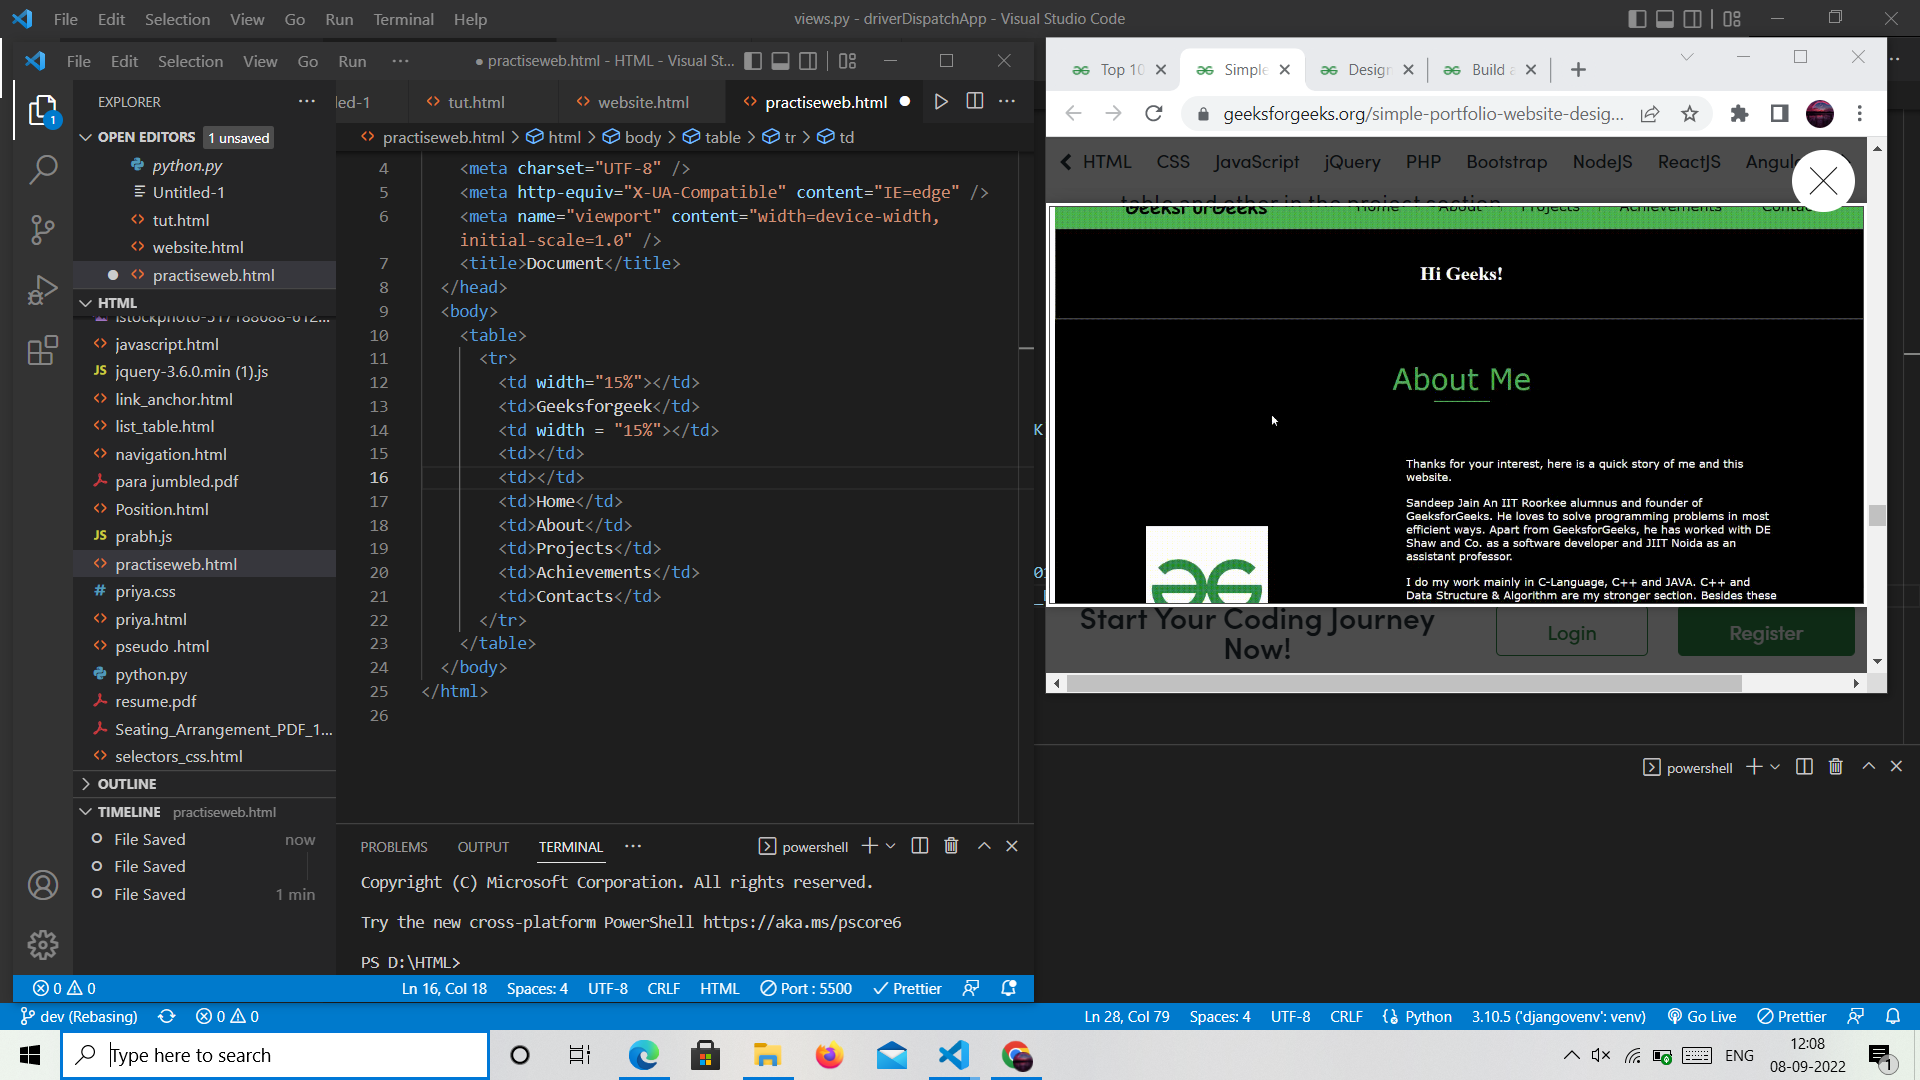 File Edit Selection View Go Run Terminal Help
views.py - driverDispatchApp - Visual Studio Code
File Edit Selection View Go Run ···
● practiseweb.html - HTML - Visual St...
EXPLORER ···
OPEN EDITORS 1 unsaved
python.py
Untitled-1
tut.html
website.html
practiseweb.html
HTML
javascript.html
JS jquery-3.6.0.min (1).js
link_anchor.html
list_table.html
navigation.html
para jumbled.pdf
Position.html
JS prabh.js
practiseweb.html
# priya.css
priya.html
pseudo .html
python.py
resume.pdf
Seating_Arrangement_PDF_1...
selectors_css.html
OUTLINE
TIMELINE practiseweb.html
File Saved now
File Saved
File Saved 1 min
led-1 tut.html website.html practiseweb.html ● ···
practiseweb.html > html > body > table > tr > td
4 <meta charset="UTF-8" />
5 <meta http-equiv="X-UA-Compatible" content="IE=edge" />
6 <meta name="viewport" content="width=device-width,
initial-scale=1.0" />
7 <title>Document</title>
8 </head>
9 <body>
10 <table>
11 <tr>
12 <td width="15%"></td>
13 <td>Geeksforgeek</td>
14 <td width = "15%"></td>
15 <td></td>
16 <td></td>
17 <td>Home</td>
18 <td>About</td>
19 <td>Projects</td>
20 <td>Achievements</td>
21 <td>Contacts</td>
22 </tr>
23 </table>
24 </body>
25 </html>
26
PROBLEMS OUTPUT TERMINAL ··· powershell
Copyright (C) Microsoft Corporation. All rights reserved.
Try the new cross-platform PowerShell https://aka.ms/pscore6
PS D:\HTML>
0 0 Ln 16, Col 18 Spaces: 4 UTF-8 CRLF HTML Port : 5500 Prettier
Top 10 Simple Design Build a
geeksforgeeks.org/simple-portfolio-website-desig...
HTML CSS JavaScript jQuery PHP Bootstrap NodeJS ReactJS Angul
table and other in the project section
GeeksForGeeks Home About Projects Achievements Contac
Hi Geeks!
About Me
Thanks for your interest, here is a quick story of me and this
website.
Sandeep Jain An IIT Roorkee alumnus and founder of
GeeksforGeeks. He loves to solve programming problems in most
efficient ways. Apart from GeeksforGeeks, he has worked with DE
Shaw and Co. as a software developer and JIIT Noida as an
assistant professor.
I do my work mainly in C-Language, C++ and JAVA. C++ and
Data Structure & Algorithm are my stronger section. Besides these
Start Your Coding Journey
Now!
Login
Register
powershell
dev (Rebasing) 0 0 Ln 28, Col 79 Spaces: 4 UTF-8 CRLF Python 3.10.5 ('djangovenv': venv) Go Live Prettier
Type here to search
ENG
12:08
08-09-2022
1